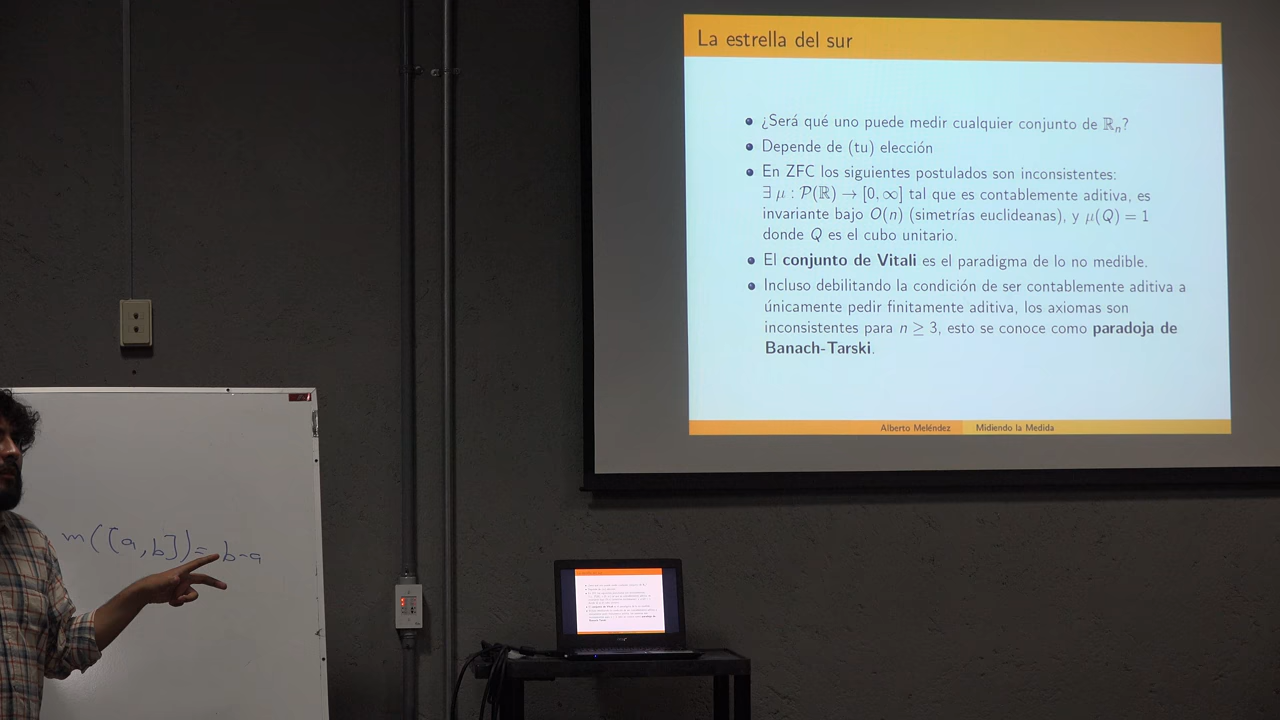 La estrella del sur
¿Será qué uno puede medir cualquier conjunto de ℝₙ?
Depende de (tu) elección
En ZFC los siguientes postulados son inconsistentes:
∃ μ : 𝒫(ℝ) → [0, ∞] tal que es contablemente aditiva, es
invariante bajo O(n) (simetrías euclideanas), y μ(Q) = 1
donde Q es el cubo unitario.
El conjunto de Vitali es el paradigma de lo no medible.
Incluso debilitando la condición de ser contablemente aditiva a
únicamente pedir finitamente aditiva, los axiomas son
inconsistentes para n ≥ 3, esto se conoce como paradoja de
Banach-Tarski.
Alberto Meléndez Midiendo la Medida
m([a,b])= b-a